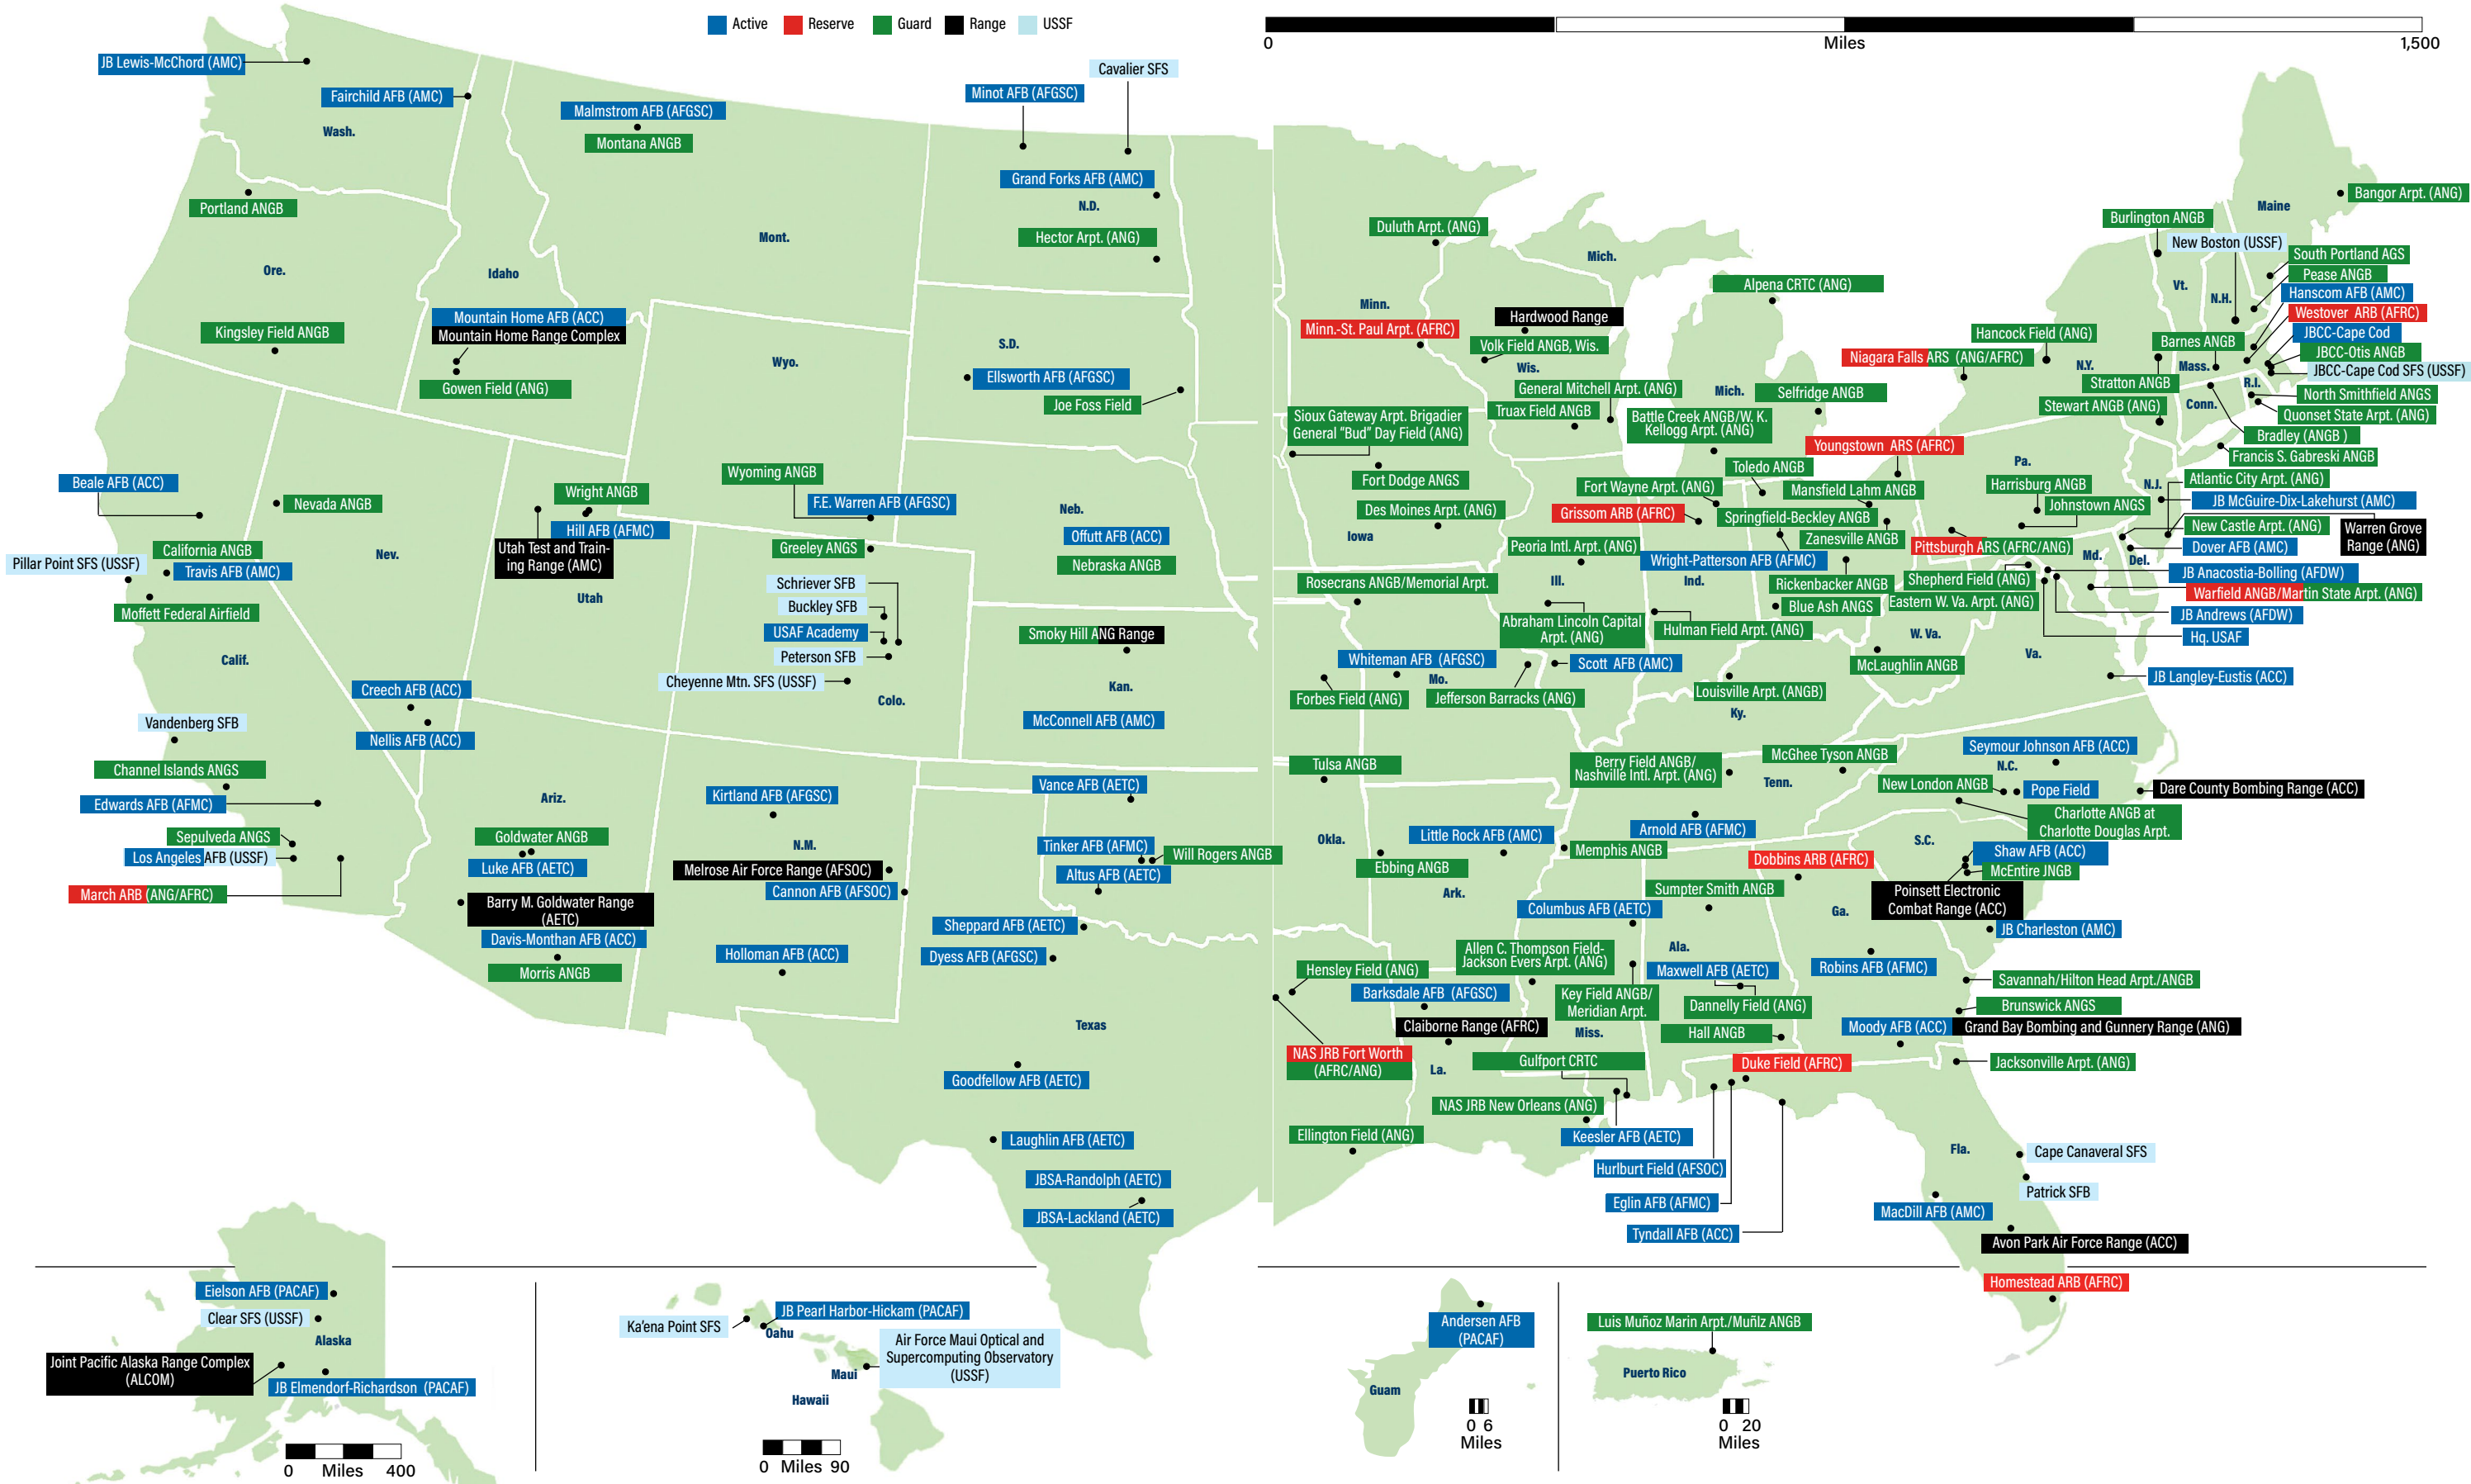 Active
Reserve
Guard
Range
USSF
0
Miles
1,500
JB Lewis-McChord (AMC)
Fairchild AFB (AMC)
Wash.
Malmstrom AFB (AFGSC)
Montana ANGB
Minot AFB (AFGSC)
Cavalier SFS
Grand Forks AFB (AMC)
N.D.
Hector Arpt. (ANG)
Portland ANGB
Ore.
Idaho
Mont.
Kingsley Field ANGB
Mountain Home AFB (ACC)
Mountain Home Range Complex
Gowen Field (ANG)
Wyo.
S.D.
Ellsworth AFB (AFGSC)
Joe Foss Field
Beale AFB (ACC)
Nevada ANGB
Wright ANGB
Hill AFB (AFMC)
Utah Test and Train-
ing Range (AMC)
Wyoming ANGB
F.E. Warren AFB (AFGSC)
Neb.
Offutt AFB (ACC)
Nebraska ANGB
Pillar Point SFS (USSF)
California ANGB
Travis AFB (AMC)
Moffett Federal Airfield
Nev.
Utah
Greeley ANGS
Schriever SFB
Buckley SFB
USAF Academy
Peterson SFB
Cheyenne Mtn. SFS (USSF)
Colo.
Smoky Hill ANG Range
Kan.
McConnell AFB (AMC)
Calif.
Creech AFB (ACC)
Nellis AFB (ACC)
Vandenberg SFB
Channel Islands ANGS
Edwards AFB (AFMC)
Sepulveda ANGS
Los Angeles AFB (USSF)
March ARB (ANG/AFRC)
Ariz.
Goldwater ANGB
Luke AFB (AETC)
Barry M. Goldwater Range
(AETC)
Davis-Monthan AFB (ACC)
Morris ANGB
Kirtland AFB (AFGSC)
N.M.
Melrose Air Force Range (AFSOC)
Cannon AFB (AFSOC)
Holloman AFB (ACC)
Vance AFB (AETC)
Tinker AFB (AFMC)
Will Rogers ANGB
Altus AFB (AETC)
Sheppard AFB (AETC)
Dyess AFB (AFGSC)
Texas
Goodfellow AFB (AETC)
Laughlin AFB (AETC)
JBSA-Randolph (AETC)
JBSA-Lackland (AETC)
Duluth Arpt. (ANG)
Mich.
Minn.
Minn.-St. Paul Arpt. (AFRC)
Hardwood Range
Volk Field ANGB, Wis.
Wis.
General Mitchell Arpt. (ANG)
Truax Field ANGB
Alpena CRTC (ANG)
Mich.
Selfridge ANGB
Battle Creek ANGB/W. K.
Kellogg Arpt. (ANG)
Sioux Gateway Arpt. Brigadier
General "Bud" Day Field (ANG)
Fort Dodge ANGS
Des Moines Arpt. (ANG)
Iowa
Youngstown ARS (AFRC)
Toledo ANGB
Fort Wayne Arpt. (ANG)
Mansfield Lahm ANGB
Grissom ARB (AFRC)
Springfield-Beckley ANGB
Zanesville ANGB
Peoria Intl. Arpt. (ANG)
Wright-Patterson AFB (AFMC)
Ill.
Ind.
Rickenbacker ANGB
Blue Ash ANGS
Rosecrans ANGB/Memorial Arpt.
Abraham Lincoln Capital
Arpt. (ANG)
Hulman Field Arpt. (ANG)
Bangor Arpt. (ANG)
Maine
Burlington ANGB
New Boston (USSF)
South Portland AGS
Pease ANGB
Vt.
N.H.
Hanscom AFB (AMC)
Westover ARB (AFRC)
JBCC-Cape Cod
JBCC-Otis ANGB
JBCC-Cape Cod SFS (USSF)
Hancock Field (ANG)
Niagara Falls ARS (ANG/AFRC)
Barnes ANGB
N.Y.
Mass.
Stratton ANGB
R.I.
North Smithfield ANGS
Conn.
Stewart ANGB (ANG)
Quonset State Arpt. (ANG)
Bradley (ANGB )
Francis S. Gabreski ANGB
Pa.
Harrisburg ANGB
N.J.
Atlantic City Arpt. (ANG)
JB McGuire-Dix-Lakehurst (AMC)
Johnstown ANGS
New Castle Arpt. (ANG)
Warren Grove
Range (ANG)
Pittsburgh ARS (AFRC/ANG)
Md.
Del.
Dover AFB (AMC)
JB Anacostia-Bolling (AFDW)
Shepherd Field (ANG)
Eastern W. Va. Arpt. (ANG)
Warfield ANGB/Martin State Arpt. (ANG)
JB Andrews (AFDW)
Hq. USAF
W. Va.
Va.
McLaughlin ANGB
JB Langley-Eustis (ACC)
Whiteman AFB (AFGSC)
Scott AFB (AMC)
Mo.
Forbes Field (ANG)
Jefferson Barracks (ANG)
Louisville Arpt. (ANGB)
Ky.
Tulsa ANGB
Berry Field ANGB/
Nashville Intl. Arpt. (ANG)
McGhee Tyson ANGB
Tenn.
Seymour Johnson AFB (ACC)
N.C.
New London ANGB
Pope Field
Dare County Bombing Range (ACC)
Charlotte ANGB at
Charlotte Douglas Arpt.
Okla.
Little Rock AFB (AMC)
Arnold AFB (AFMC)
Ebbing ANGB
Memphis ANGB
Ark.
Dobbins ARB (AFRC)
S.C.
Shaw AFB (ACC)
McEntire JNGB
Poinsett Electronic
Combat Range (ACC)
Sumpter Smith ANGB
Columbus AFB (AETC)
Ga.
JB Charleston (AMC)
Ala.
Allen C. Thompson Field-
Jackson Evers Arpt. (ANG)
Maxwell AFB (AETC)
Robins AFB (AFMC)
Hensley Field (ANG)
Barksdale AFB (AFGSC)
Key Field ANGB/
Meridian Arpt.
Dannelly Field (ANG)
Savannah/Hilton Head Arpt./ANGB
Brunswick ANGS
Claiborne Range (AFRC)
Miss.
Hall ANGB
Moody AFB (ACC)
Grand Bay Bombing and Gunnery Range (ANG)
NAS JRB Fort Worth
(AFRC/ANG)
La.
Gulfport CRTC
Duke Field (AFRC)
Jacksonville Arpt. (ANG)
NAS JRB New Orleans (ANG)
Ellington Field (ANG)
Keesler AFB (AETC)
Hurlburt Field (AFSOC)
Eglin AFB (AFMC)
Tyndall AFB (ACC)
Fla.
Cape Canaveral SFS
Patrick SFB
MacDill AFB (AMC)
Avon Park Air Force Range (ACC)
Homestead ARB (AFRC)
Eielson AFB (PACAF)
Clear SFS (USSF)
Alaska
Joint Pacific Alaska Range Complex
(ALCOM)
JB Elmendorf-Richardson (PACAF)
0 Miles 400
Ka'ena Point SFS
JB Pearl Harbor-Hickam (PACAF)
Oahu
Air Force Maui Optical and
Supercomputing Observatory
(USSF)
Maui
Hawaii
0 Miles 90
Andersen AFB
(PACAF)
Guam
0 6
Miles
Luis Muñoz Marin Arpt./Muñlz ANGB
Puerto Rico
0 20
Miles